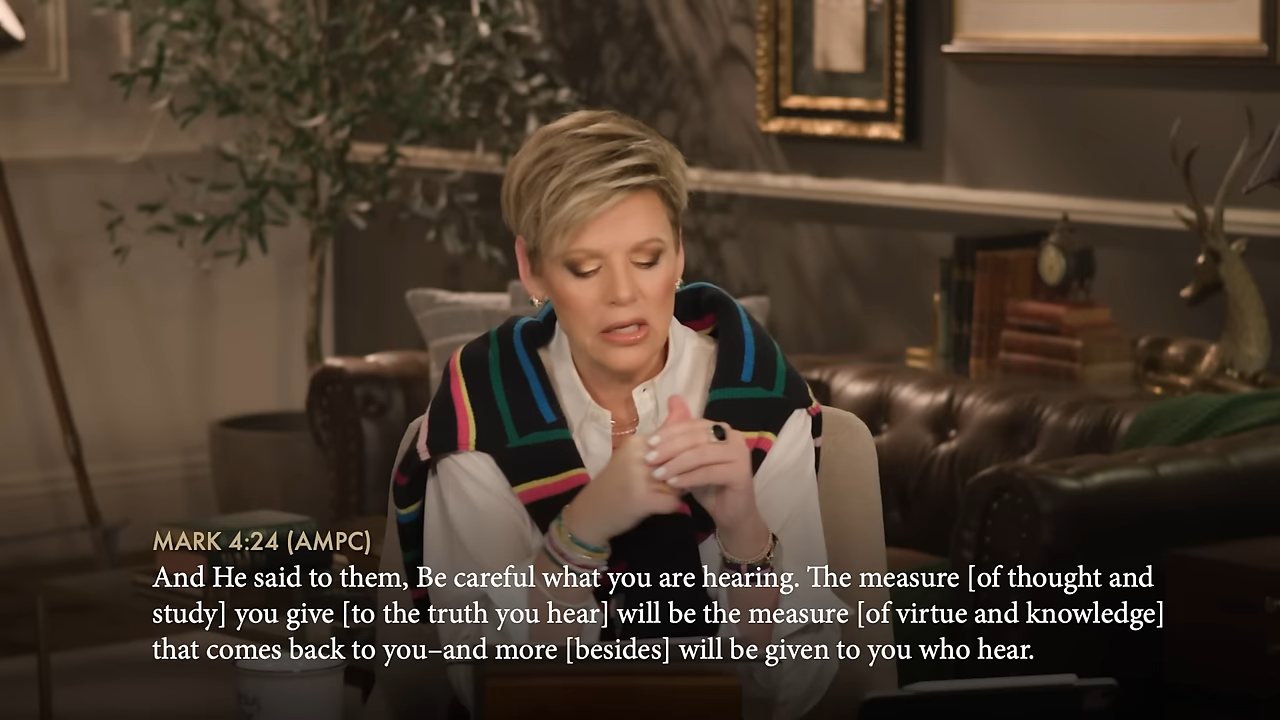 MARK 4:24 (AMPC)
And He said to them, Be careful what you are hearing. The measure [of thought and
study] you give [to the truth you hear] will be the measure [of virtue and knowledge]
that comes back to you–and more [besides] will be given to you who hear.